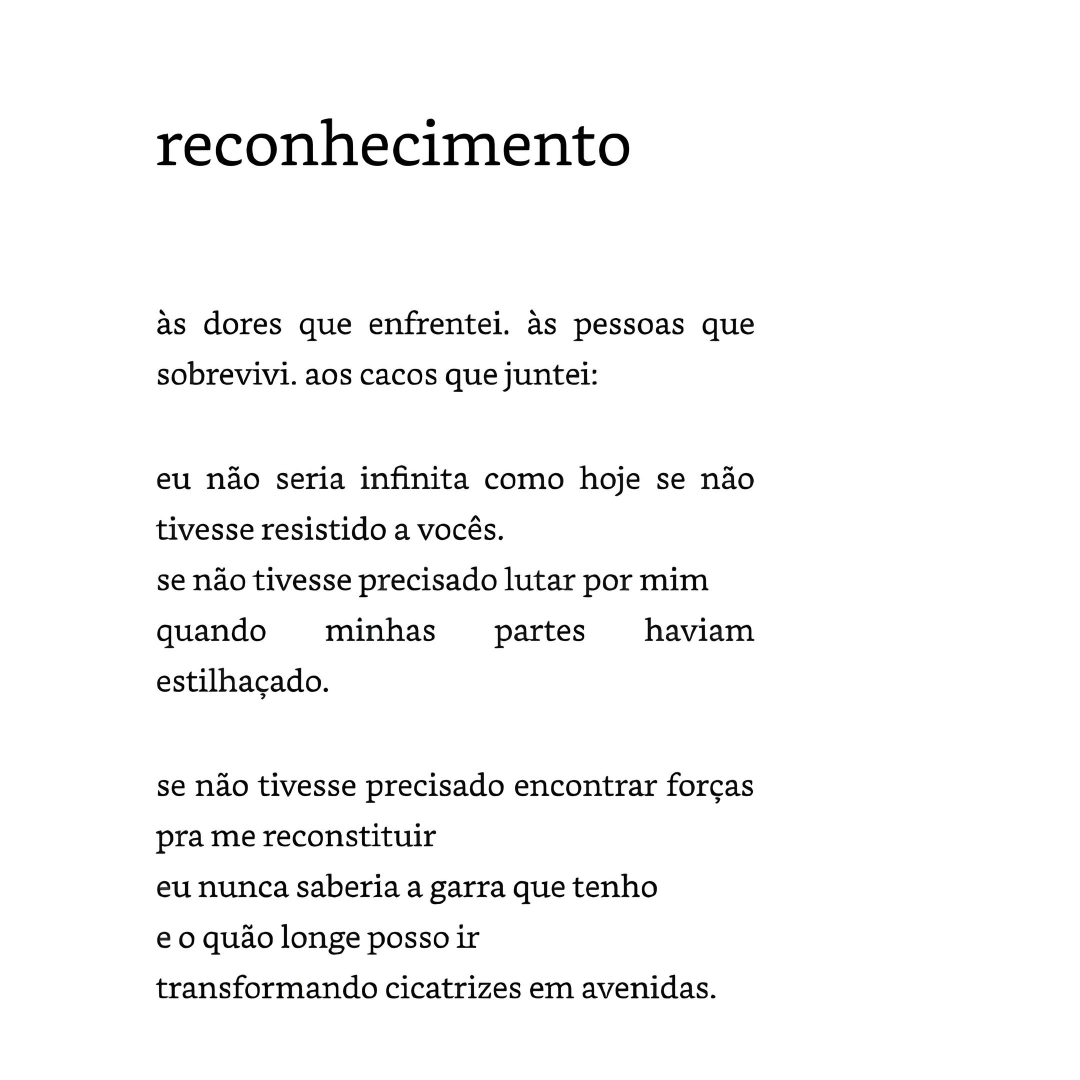 reconhecimento
às dores que enfrentei. às pessoas que
sobrevivi. aos cacos que juntei:
eu não seria infinita como hoje se não
tivesse resistido a vocês.
se não tivesse precisado lutar por mim
quando minhas partes haviam
estilhaçado.
se não tivesse precisado encontrar forças
pra me reconstituir
eu nunca saberia a garra que tenho
e o quão longe posso ir
transformando cicatrizes em avenidas.